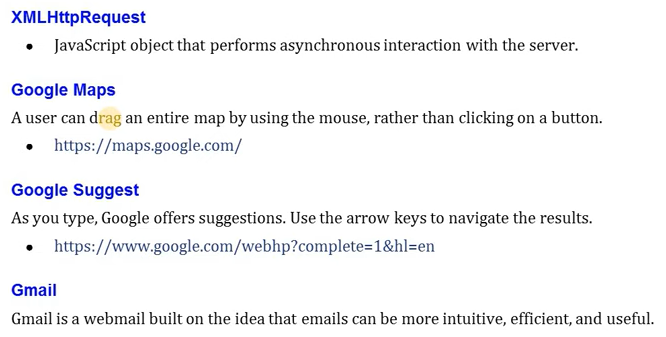 XMLHttpRequest
• JavaScript object that performs asynchronous interaction with the server.
Google Maps
A user can drag an entire map by using the mouse, rather than clicking on a button.
• https://maps.google.com/
Google Suggest
As you type, Google offers suggestions. Use the arrow keys to navigate the results.
• https://www.google.com/webhp?complete=1&hl=en
Gmail
Gmail is a webmail built on the idea that emails can be more intuitive, efficient, and useful.